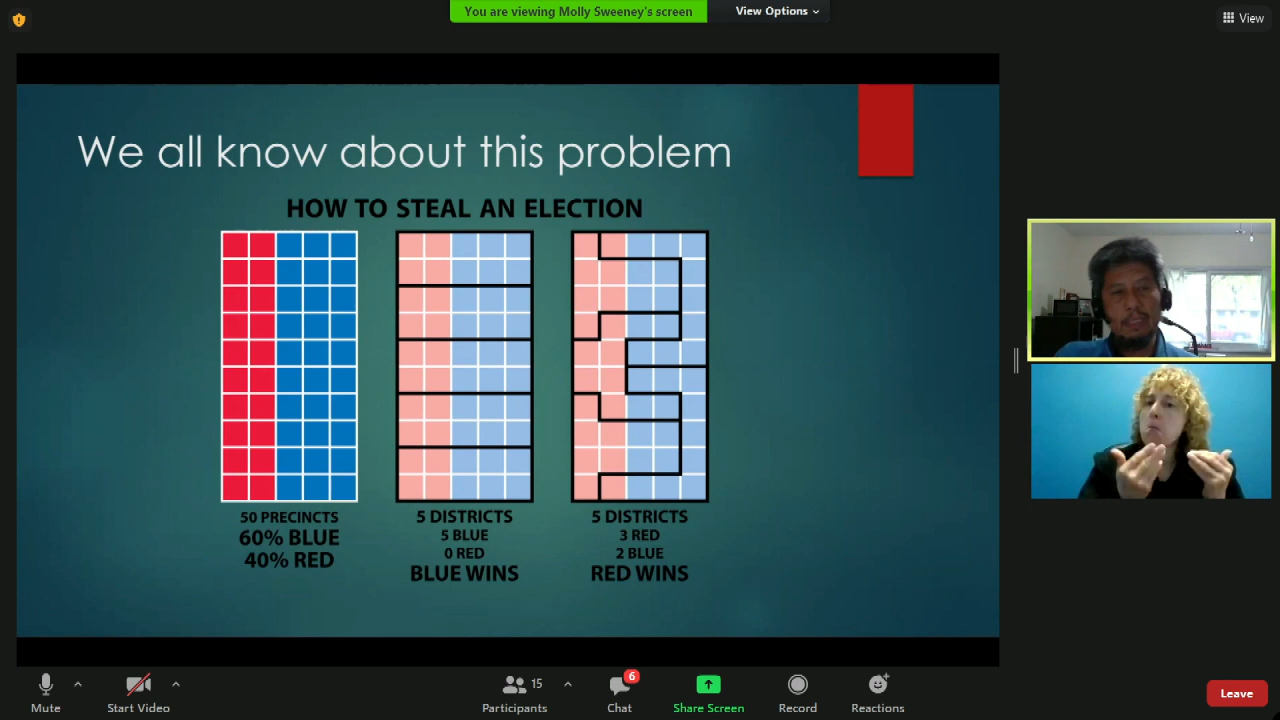 You are viewing Molly Sweeney's screen
View Options
View
We all know about this problem
HOW TO STEAL AN ELECTION
50 PRECINCTS
60% BLUE
40% RED
5 DISTRICTS
5 BLUE
0 RED
BLUE WINS
5 DISTRICTS
3 RED
2 BLUE
RED WINS
Mute
Start Video
15
Participants
6
Chat
Share Screen
Record
Reactions
Leave